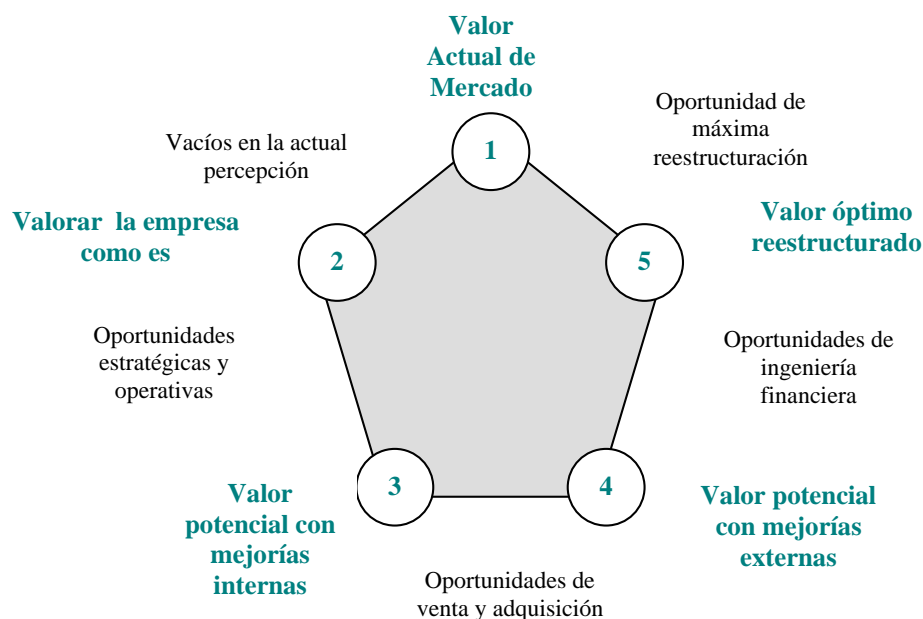 Valor
Actual de
Mercado
1
Oportunidad de
máxima
reestructuración
Vacíos en la actual
percepción
Valorar la empresa
como es
2
5
Valor óptimo
reestructurado
Oportunidades
estratégicas y
operativas
Oportunidades de
ingeniería
financiera
3
4
Valor
potencial con
mejorías
internas
Valor potencial
con mejorías
externas
Oportunidades de
venta y adquisición